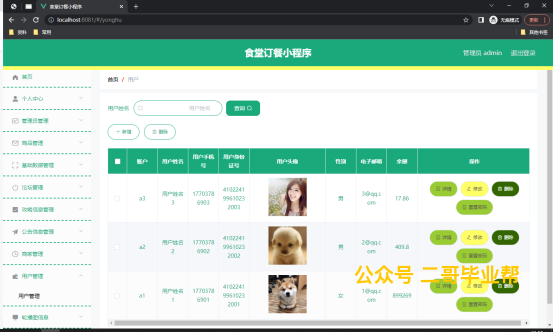 食堂订餐小程序
localhost:8081/#/yonghu
无痕模式
更新
资料
常用
其他书签
食堂订餐小程序
管理员 admin
退出登录
首页
首页 / 用户
个人中心
管理员管理
商品管理
基础数据管理
论坛管理
攻略信息管理
公告信息管理
商家管理
用户管理
用户管理
轮播图信息
用户姓名
用户姓名
查询
+ 新增
删除
账户
用户姓名
用户手机号
用户身份证号
用户头像
性别
电子邮箱
余额
操作
a3
用户姓名3
17703786903
410224199610232003
男
3@qq.com
17.86
详情
修改
删除
重置密码
a2
用户姓名2
17703786902
410224199610232002
男
2@qq.com
409.8
详情
修改
删除
重置密码
a1
用户姓名1
17703786901
410224199610232001
女
1@qq.com
899269
详情
修改
删除
重置密码
公众号 二哥毕业帮